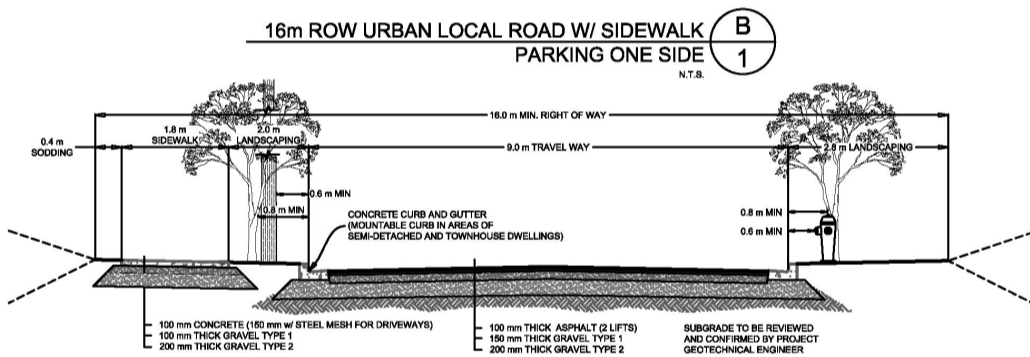 16m ROW URBAN LOCAL ROAD W/ SIDEWALK
PARKING ONE SIDE
N.T.S.
B
1
16.0 m MIN. RIGHT OF WAY
0.4 m
SODDING
1.8 m
SIDEWALK
2.0 m
LANDSCAPING
9.0 m TRAVEL WAY
2.8 m LANDSCAPING
0.6 m MIN
0.8 m MIN
CONCRETE CURB AND GUTTER
(MOUNTABLE CURB IN AREAS OF
SEMI-DETACHED AND TOWNHOUSE DWELLINGS)
0.8 m MIN
0.6 m MIN
100 mm CONCRETE (150 mm w/ STEEL MESH FOR DRIVEWAYS)
100 mm THICK GRAVEL TYPE 1
200 mm THICK GRAVEL TYPE 2
100 mm THICK ASPHALT (2 LIFTS)
150 mm THICK GRAVEL TYPE 1
200 mm THICK GRAVEL TYPE 2
SUBGRADE TO BE REVIEWED
AND CONFIRMED BY PROJECT
GEOTECHNICAL ENGINEER